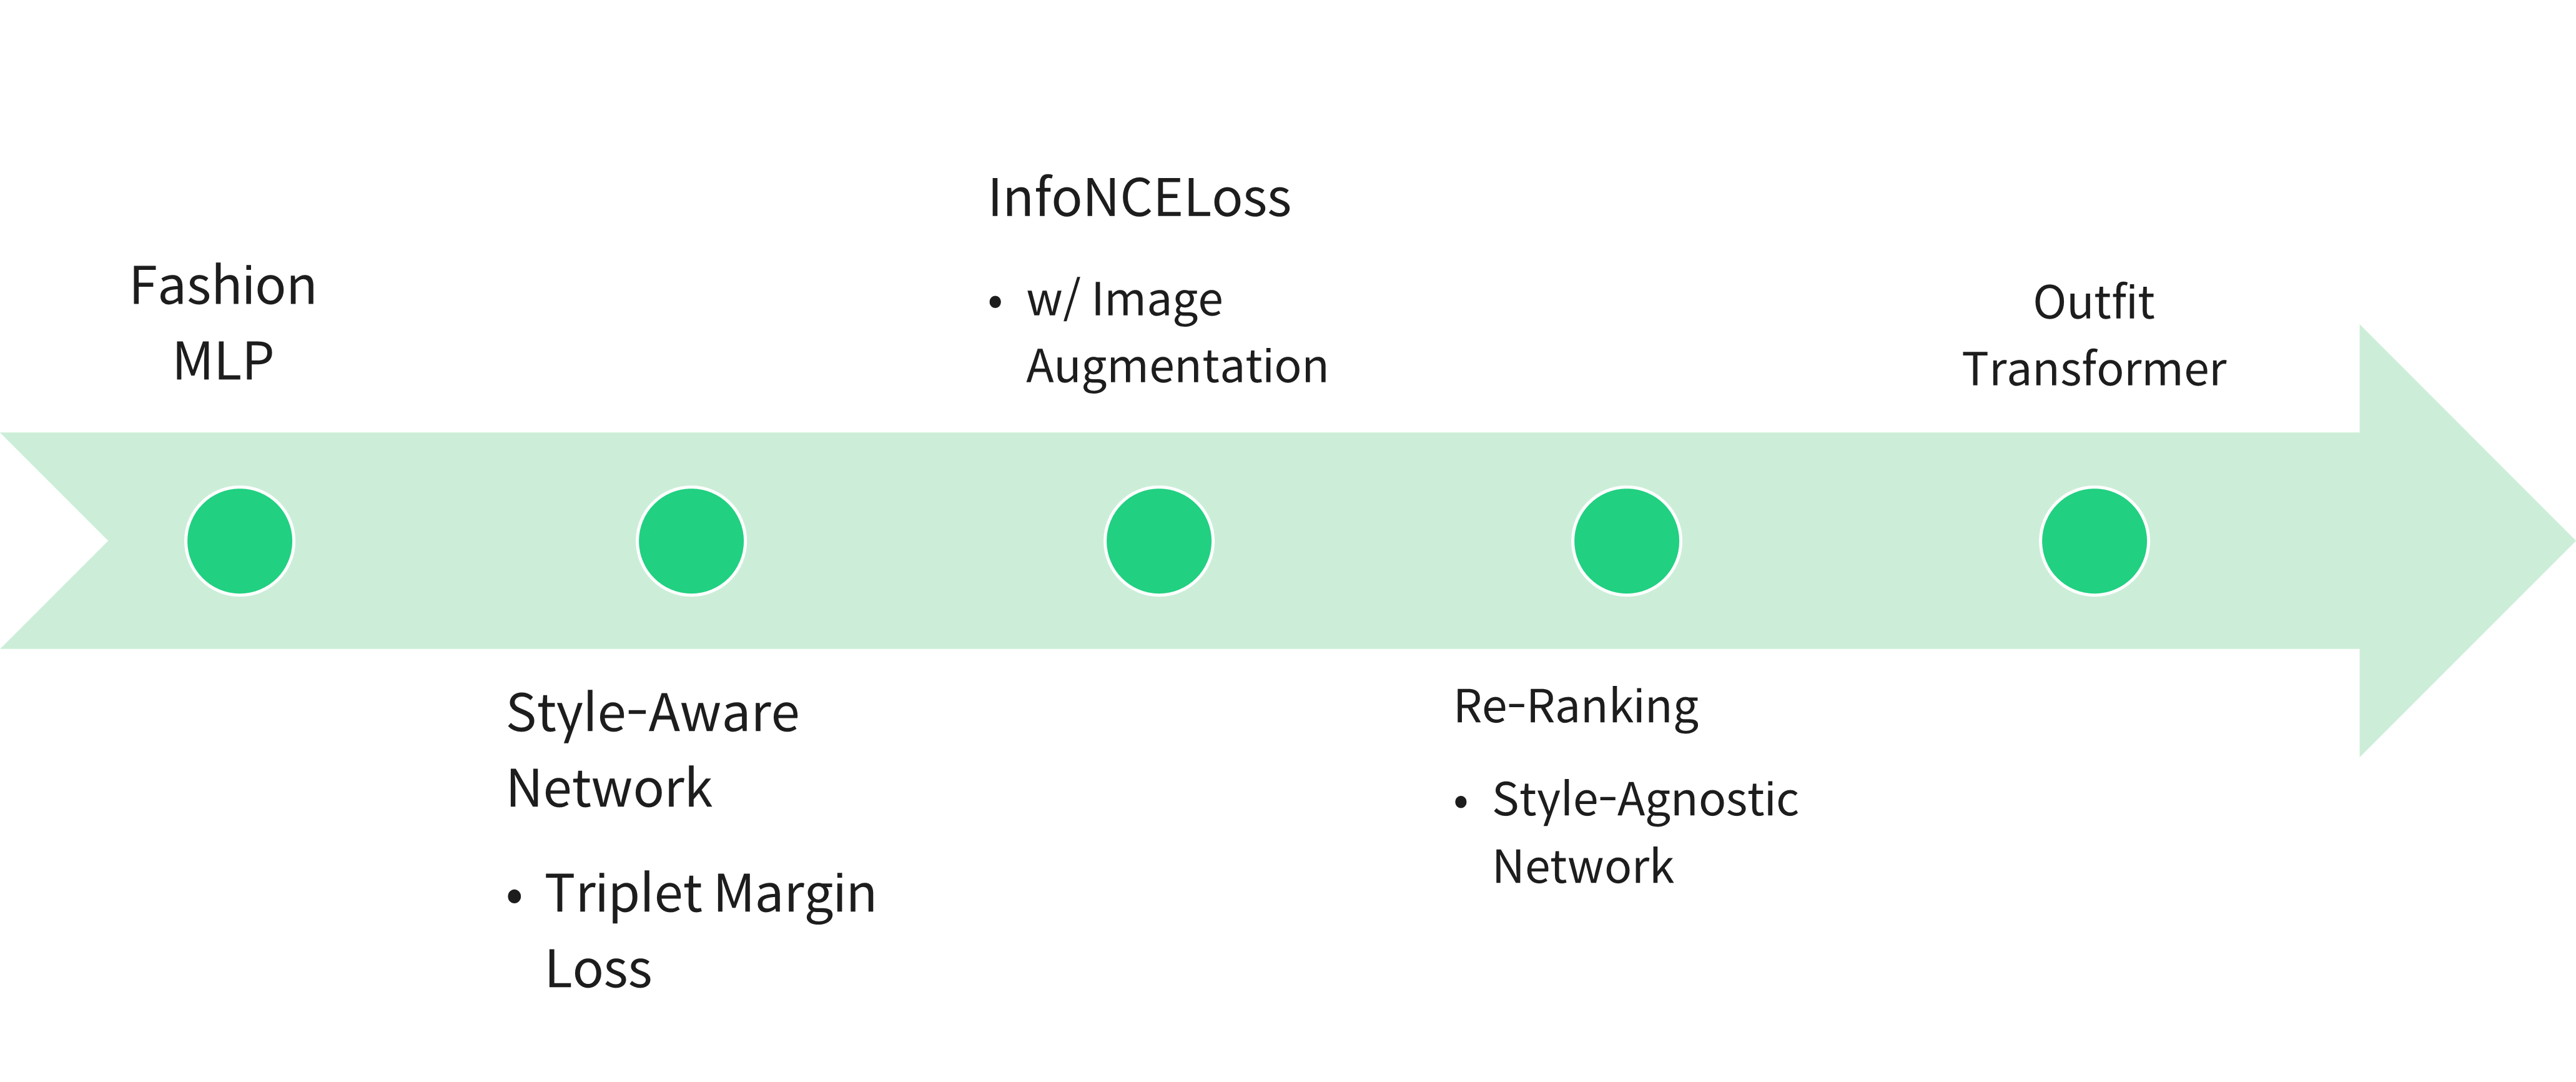 Fashion
MLP
Style-Aware
Network
• Triplet Margin
Loss
InfoNCELoss
• w/ Image
Augmentation
Re-Ranking
• Style-Agnostic
Network
Outfit
Transformer